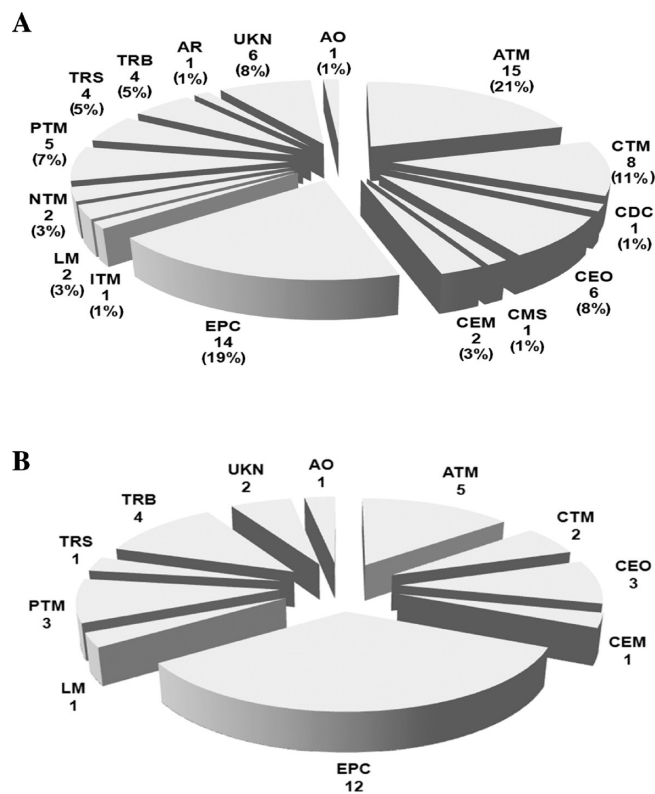 A
AO
1
(1%)
ATM
15
(21%)
CTM
8
(11%)
CDC
1
(1%)
CEO
6
(8%)
CMS
1
(1%)
CEM
2
(3%)
EPC
14
(19%)
ITM
1
(1%)
LM
2
(3%)
NTM
2
(3%)
PTM
5
(7%)
TRS
4
(5%)
TRB
4
(5%)
AR
1
(1%)
UKN
6
(8%)
B
AO
1
ATM
5
CTM
2
CEO
3
CEM
1
EPC
12
LM
1
PTM
3
TRS
1
TRB
4
UKN
2